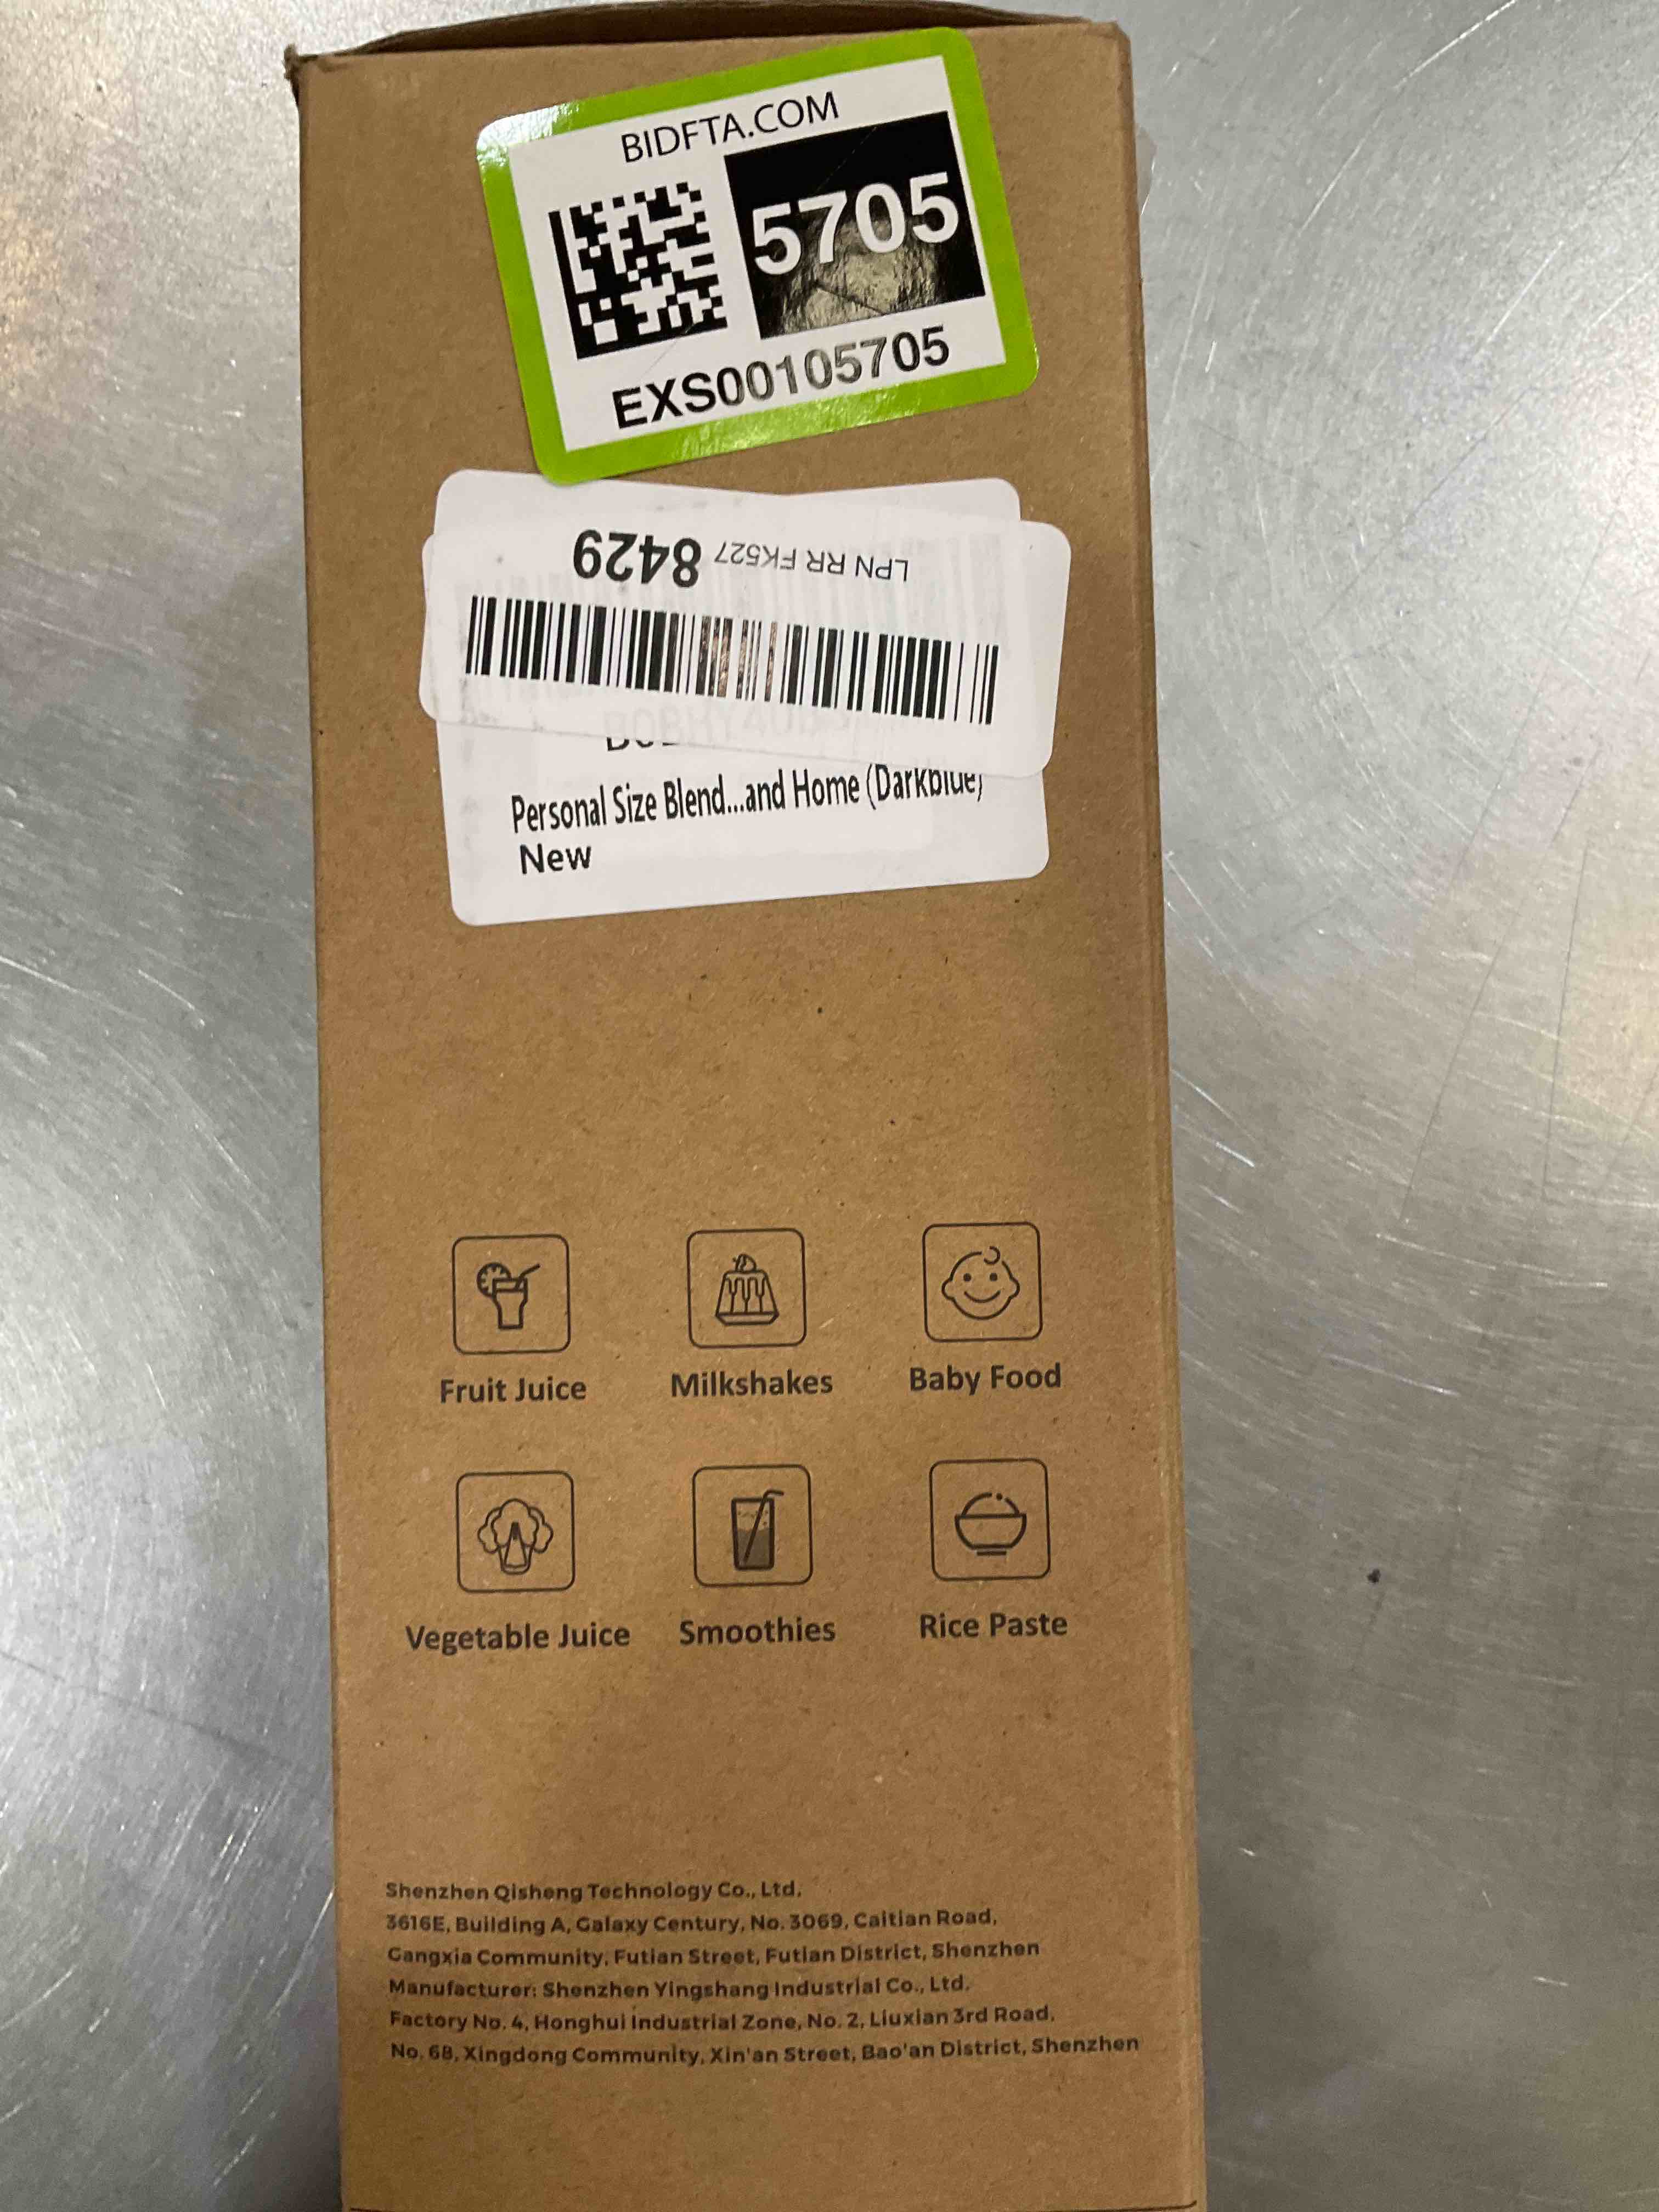 BIDFTA.COM
5705
EXS00105705
LPN RR FK527 8429
Personal Size Blend...and Home (Darkblue)
New
Fruit Juice
Milkshakes
Baby Food
Vegetable Juice
Smoothies
Rice Paste
Shenzhen Qisheng Technology Co., Ltd.
3616E, Building A, Galaxy Century, No. 3069, Caitian Road,
Gangxia Community, Futian Street, Futian District, Shenzhen
Manufacturer: Shenzhen Yingshang Industrial Co., Ltd.
Factory No. 4, Honghui Industrial Zone, No. 2, Liuxian 3rd Road,
No. 68, Xingdong Community, Xin'an Street, Bao'an District, Shenzhen